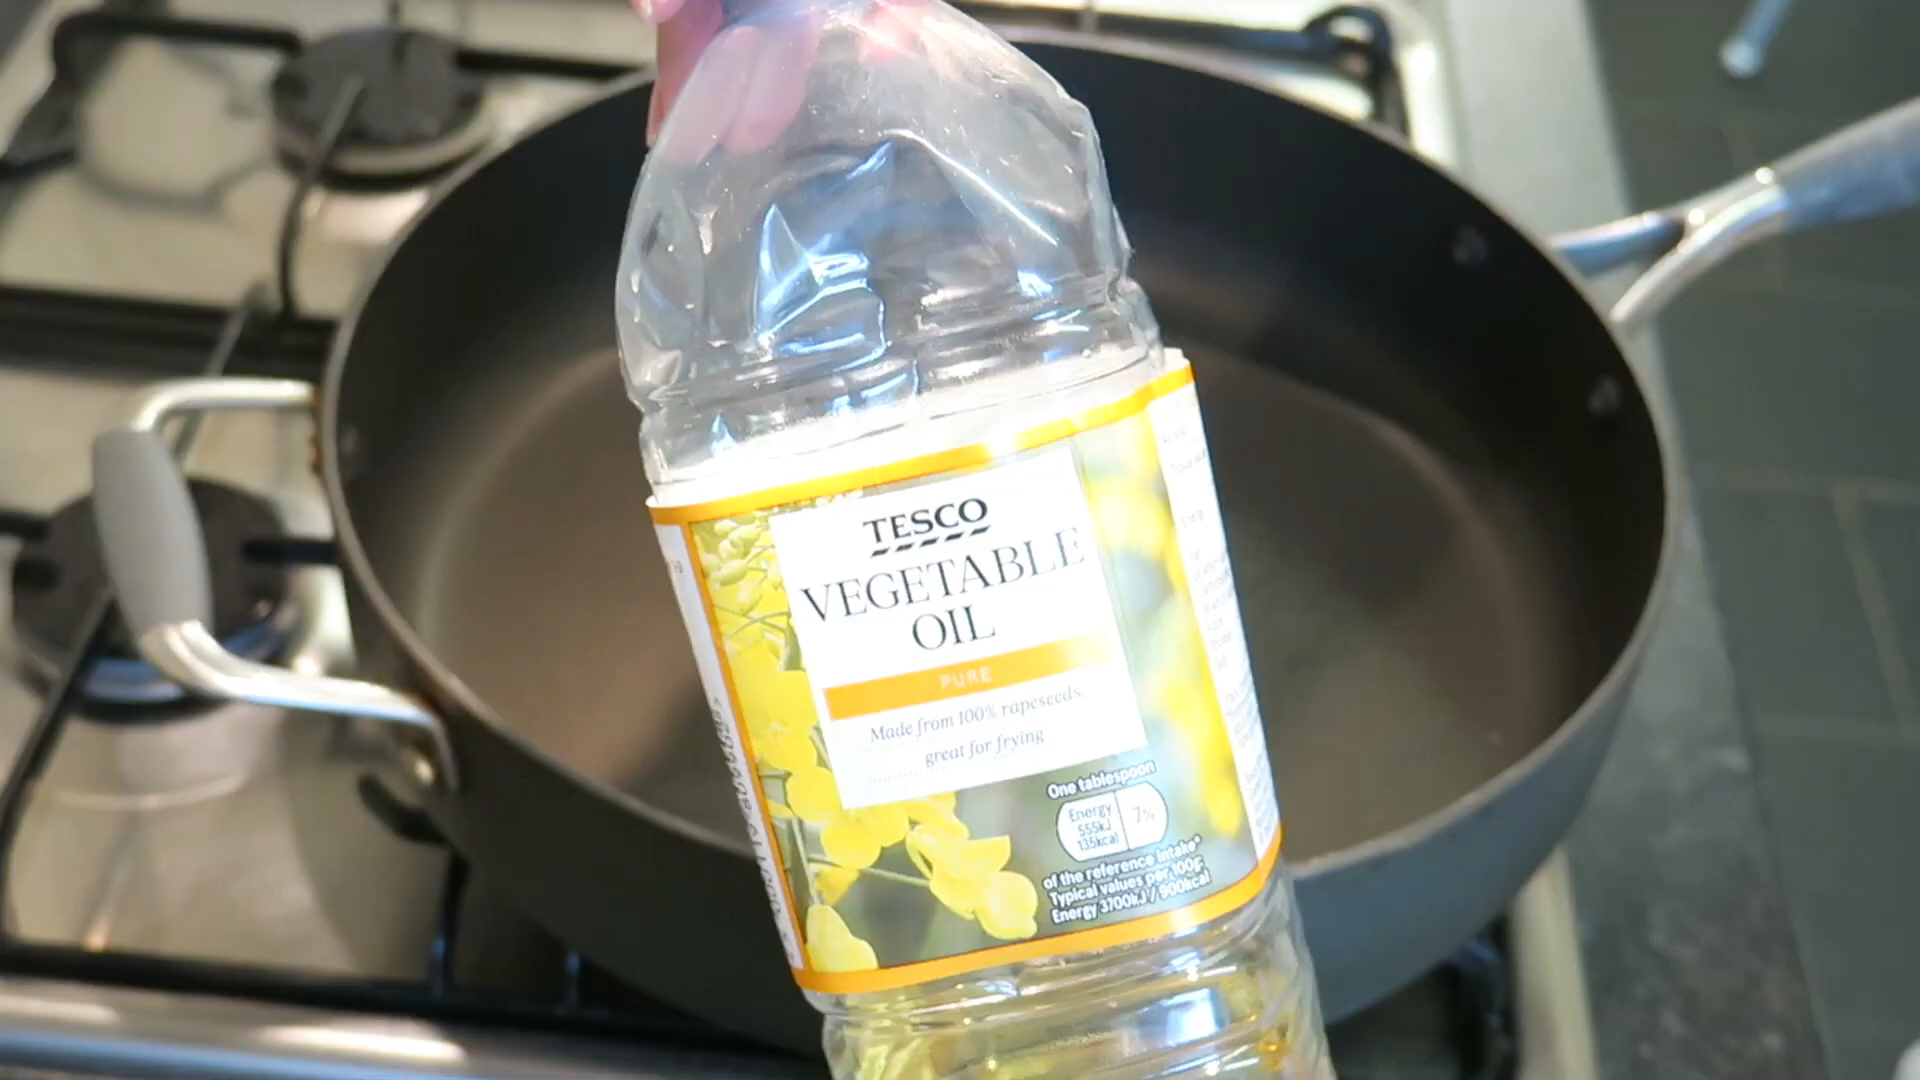 TESCO
VEGETABLE
OIL
PURE
Made from 100% rapeseeds,
great for frying
One tablespoon
Energy
555kJ
135kcal
7%
of the reference intake*
Typical values per 100g:
Energy 3700kJ / 900kcal